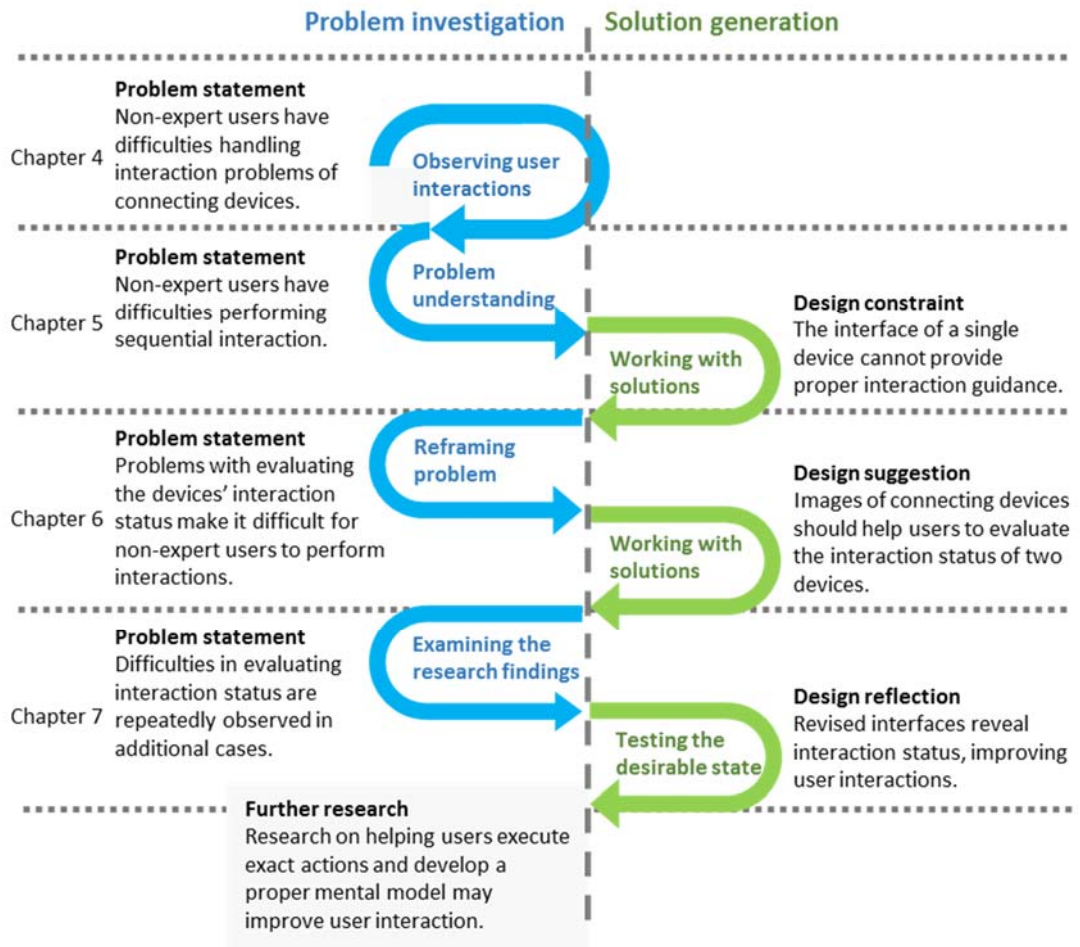 Problem investigation
Solution generation
Chapter 4
Problem statement
Non-expert users have
difficulties handling
interaction problems of
connecting devices.
Observing user
interactions
Chapter 5
Problem statement
Non-expert users have
difficulties performing
sequential interaction.
Problem
understanding
Working with
solutions
Design constraint
The interface of a single
device cannot provide
proper interaction guidance.
Chapter 6
Problem statement
Problems with evaluating
the devices’ interaction
status make it difficult for
non-expert users to perform
interactions.
Reframing
problem
Working with
solutions
Design suggestion
Images of connecting devices
should help users to evaluate
the interaction status of two
devices.
Chapter 7
Problem statement
Difficulties in evaluating
interaction status are
repeatedly observed in
additional cases.
Examining the
research findings
Testing the
desirable state
Design reflection
Revised interfaces reveal
interaction status, improving
user interactions.
Further research
Research on helping users execute
exact actions and develop a
proper mental model may
improve user interaction.